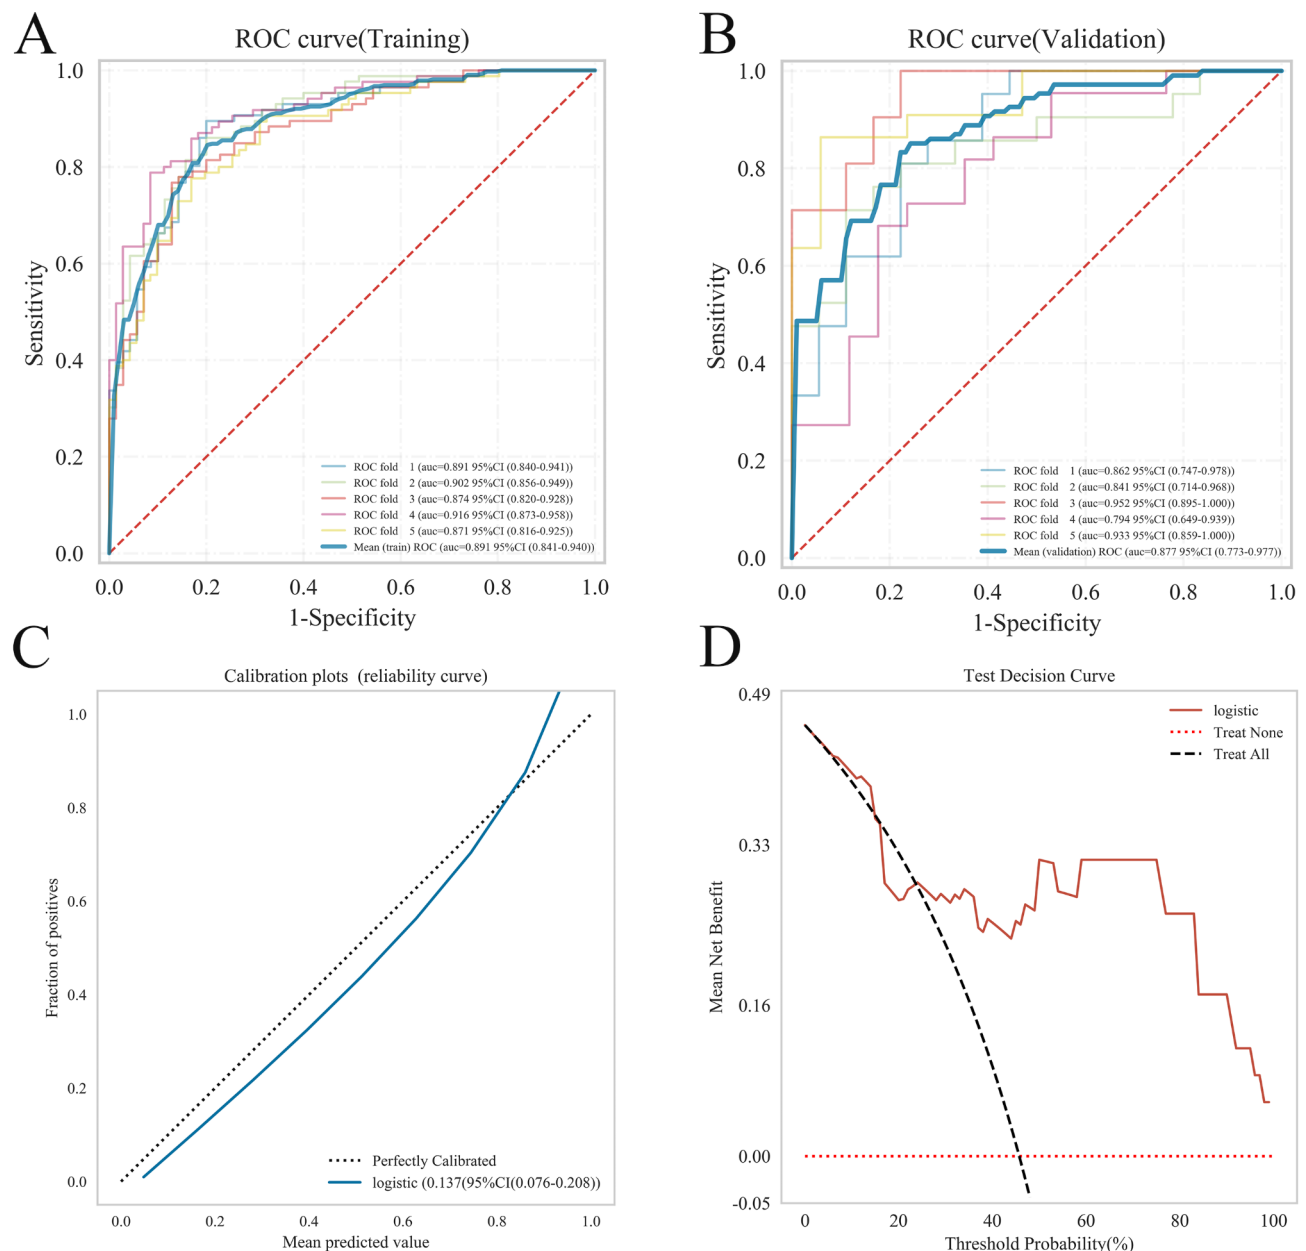 A
ROC curve(Training)
1.0
0.8
0.6
0.4
0.2
0.0
Sensitivity
ROC fold 1 (auc=0.891 95%CI (0.840-0.941))
ROC fold 2 (auc=0.902 95%CI (0.856-0.949))
ROC fold 3 (auc=0.874 95%CI (0.820-0.928))
ROC fold 4 (auc=0.916 95%CI (0.873-0.958))
ROC fold 5 (auc=0.871 95%CI (0.816-0.925))
Mean (train) ROC (auc=0.891 95%CI (0.841-0.940))
0.0 0.2 0.4 0.6 0.8 1.0
1-Specificity
B
ROC curve(Validation)
1.0
0.8
0.6
0.4
0.2
0.0
Sensitivity
ROC fold 1 (auc=0.862 95%CI (0.747-0.978))
ROC fold 2 (auc=0.841 95%CI (0.714-0.968))
ROC fold 3 (auc=0.952 95%CI (0.895-1.000))
ROC fold 4 (auc=0.794 95%CI (0.649-0.939))
ROC fold 5 (auc=0.933 95%CI (0.859-1.000))
Mean (validation) ROC (auc=0.877 95%CI (0.773-0.977))
0.0 0.2 0.4 0.6 0.8 1.0
1-Specificity
C
Calibration plots (reliability curve)
1.0
0.8
0.6
0.4
0.2
0.0
Fraction of positives
Perfectly Calibrated
logistic (0.137(95%CI(0.076-0.208))
0.0 0.2 0.4 0.6 0.8 1.0
Mean predicted value
D
Test Decision Curve
0.49
0.33
0.16
0.00
-0.05
Mean Net Benefit
logistic
Treat None
Treat All
0 20 40 60 80 100
Threshold Probability(%)